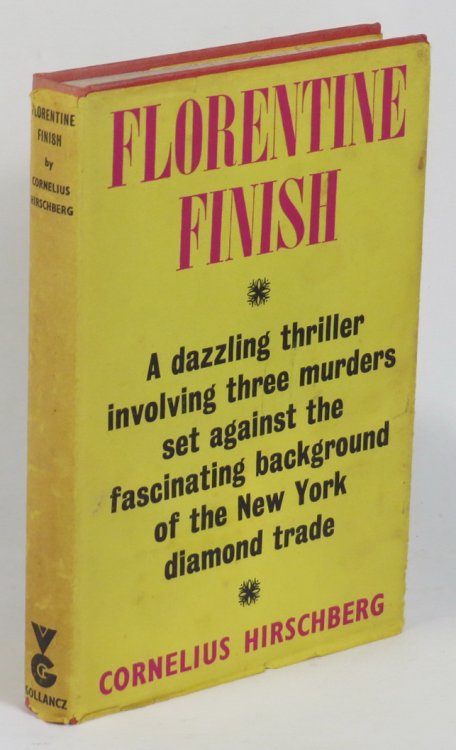 FLORENTINE
FINISH
by
CORNELIUS
HIRSCHBERG
VG
GOLLANCZ
FLORENTINE
FINISH
A dazzling thriller
involving three murders
set against the
fascinating background
of the New York
diamond trade
CORNELIUS HIRSCHBERG